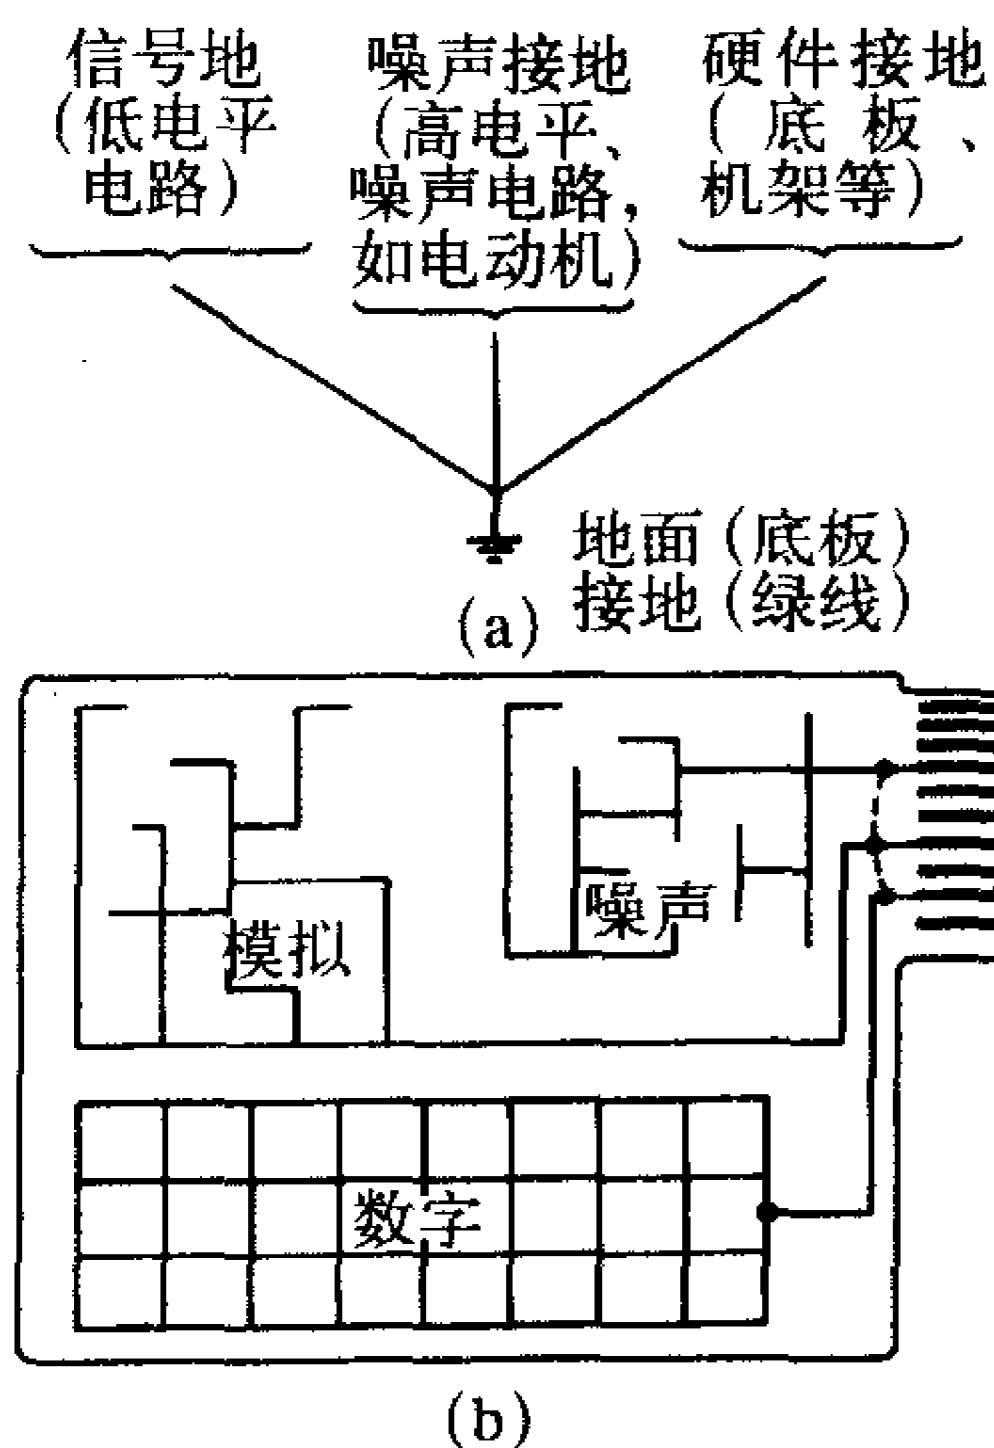 信号地
(低电平
电路)
噪声接地
(高电平、
噪声电路,
如电动机)
硬件接地
(底板、
机架等)
地面(底板)
接地(绿线)
(a)
模拟
噪声
数字
(b)